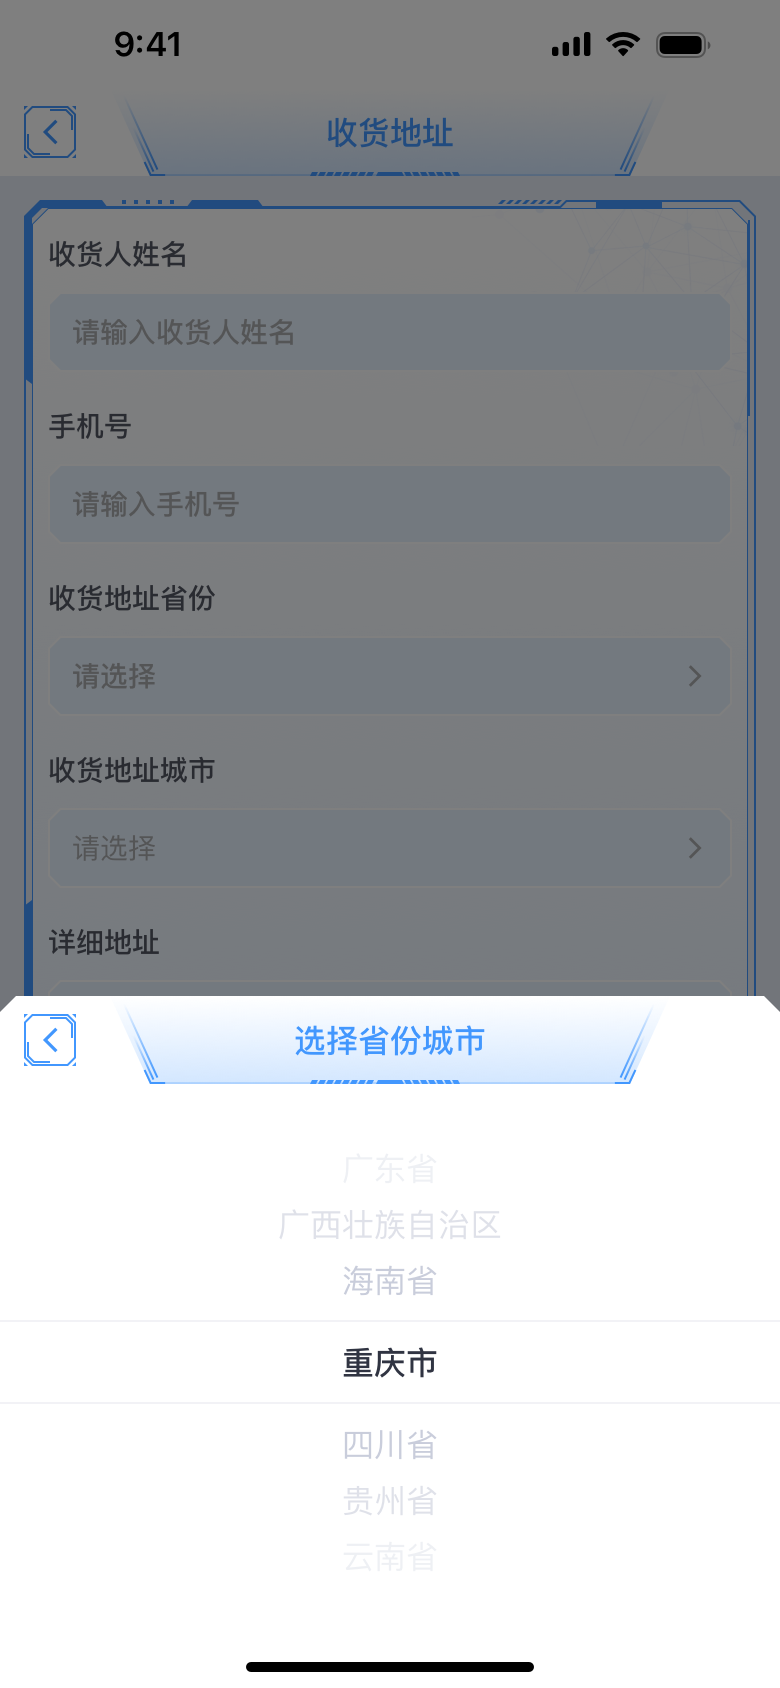 9:41
收货地址
收货人姓名
请输入收货人姓名
手机号
请输入手机号
收货地址省份
请选择
收货地址城市
请选择
详细地址
选择省份城市
广东省
广西壮族自治区
海南省
重庆市
四川省
贵州省
云南省